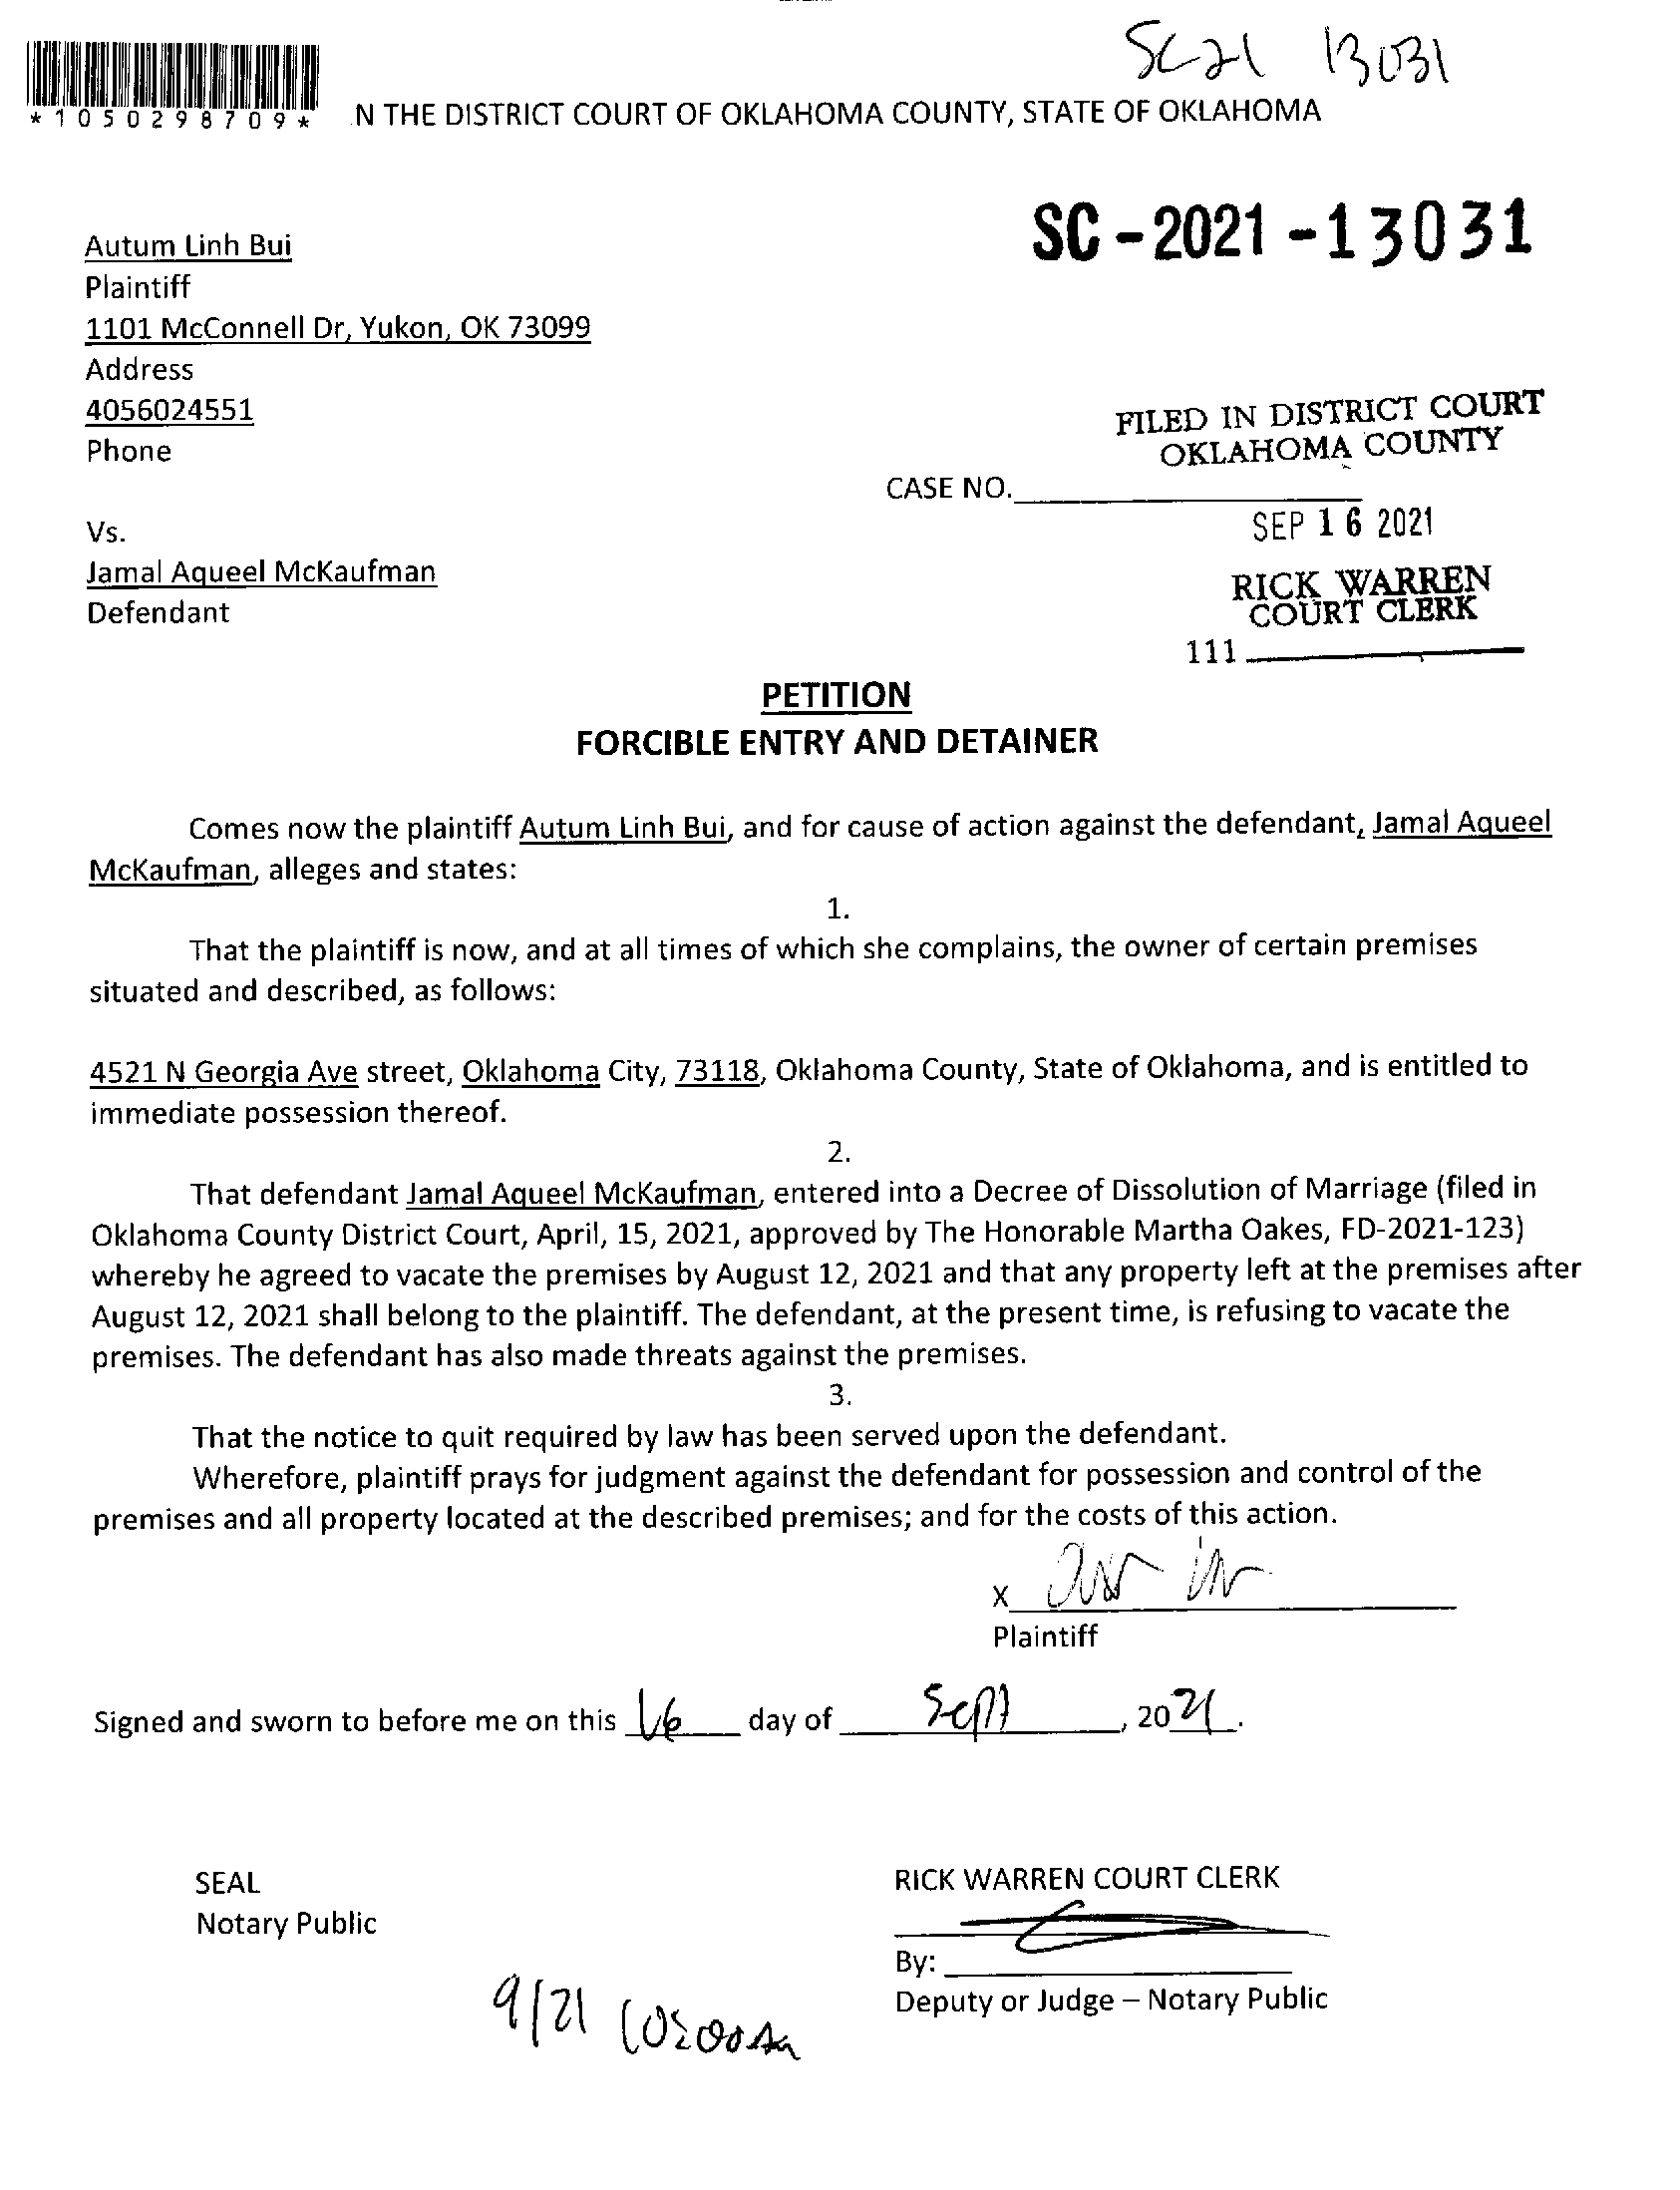 SC21 13031
*1050298709*
N THE DISTRICT COURT OF OKLAHOMA COUNTY, STATE OF OKLAHOMA
SC-2021-13031
Autum Linh Bui
Plaintiff
1101 McConnell Dr, Yukon, OK 73099
Address
4056024551
Phone
FILED IN DISTRICT COURT
OKLAHOMA COUNTY
CASE NO.
SEP 16 2021
Vs.
Jamal Aqueel McKaufman
Defendant
RICK WARREN
COURT CLERK
111
PETITION
FORCIBLE ENTRY AND DETAINER
Comes now the plaintiff Autum Linh Bui, and for cause of action against the defendant, Jamal Aqueel
McKaufman, alleges and states:
1.
That the plaintiff is now, and at all times of which she complains, the owner of certain premises
situated and described, as follows:
4521 N Georgia Ave street, Oklahoma City, 73118, Oklahoma County, State of Oklahoma, and is entitled to
immediate possession thereof.
2.
That defendant Jamal Aqueel McKaufman, entered into a Decree of Dissolution of Marriage (filed in
Oklahoma County District Court, April, 15, 2021, approved by The Honorable Martha Oakes, FD-2021-123)
whereby he agreed to vacate the premises by August 12, 2021 and that any property left at the premises after
August 12, 2021 shall belong to the plaintiff. The defendant, at the present time, is refusing to vacate the
premises. The defendant has also made threats against the premises.
3.
That the notice to quit required by law has been served upon the defendant.
Wherefore, plaintiff prays for judgment against the defendant for possession and control of the
premises and all property located at the described premises; and for the costs of this action.
X
Plaintiff
Signed and sworn to before me on this 16 day of Sept, 2021.
SEAL
Notary Public
RICK WARREN COURT CLERK
By:
Deputy or Judge – Notary Public
9/21 10:00 AM